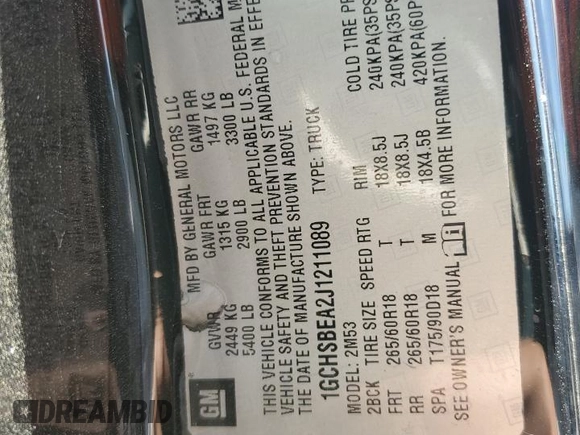 MFD BY GENERAL MOTORS LLC
GVWR GAWR FRT GAWR RR
2449 KG 1315 KG 1497 KG
5400 LB 2900 LB 3300 LB
THIS VEHICLE CONFORMS TO ALL APPLICABLE U.S. FEDERAL M
VEHICLE SAFETY AND THEFT PREVENTION STANDARDS IN EFFE
THE DATE OF MANUFACTURE SHOWN ABOVE.
1GCHSBEA2J1211089 TYPE: TRUCK
MODEL: 2M53
2BCK TIRE SIZE SPEED RTG RIM COLD TIRE PR
FRT 265/60R18 T 18X8.5J 240KPA(35PS
RR 265/60R18 T 18X8.5J 240KPA(35PS
SPA T175/90D18 M 18X4.5B 420KPA(60P
SEE OWNER'S MANUAL FOR MORE INFORMATION.
GM
DREAMBID